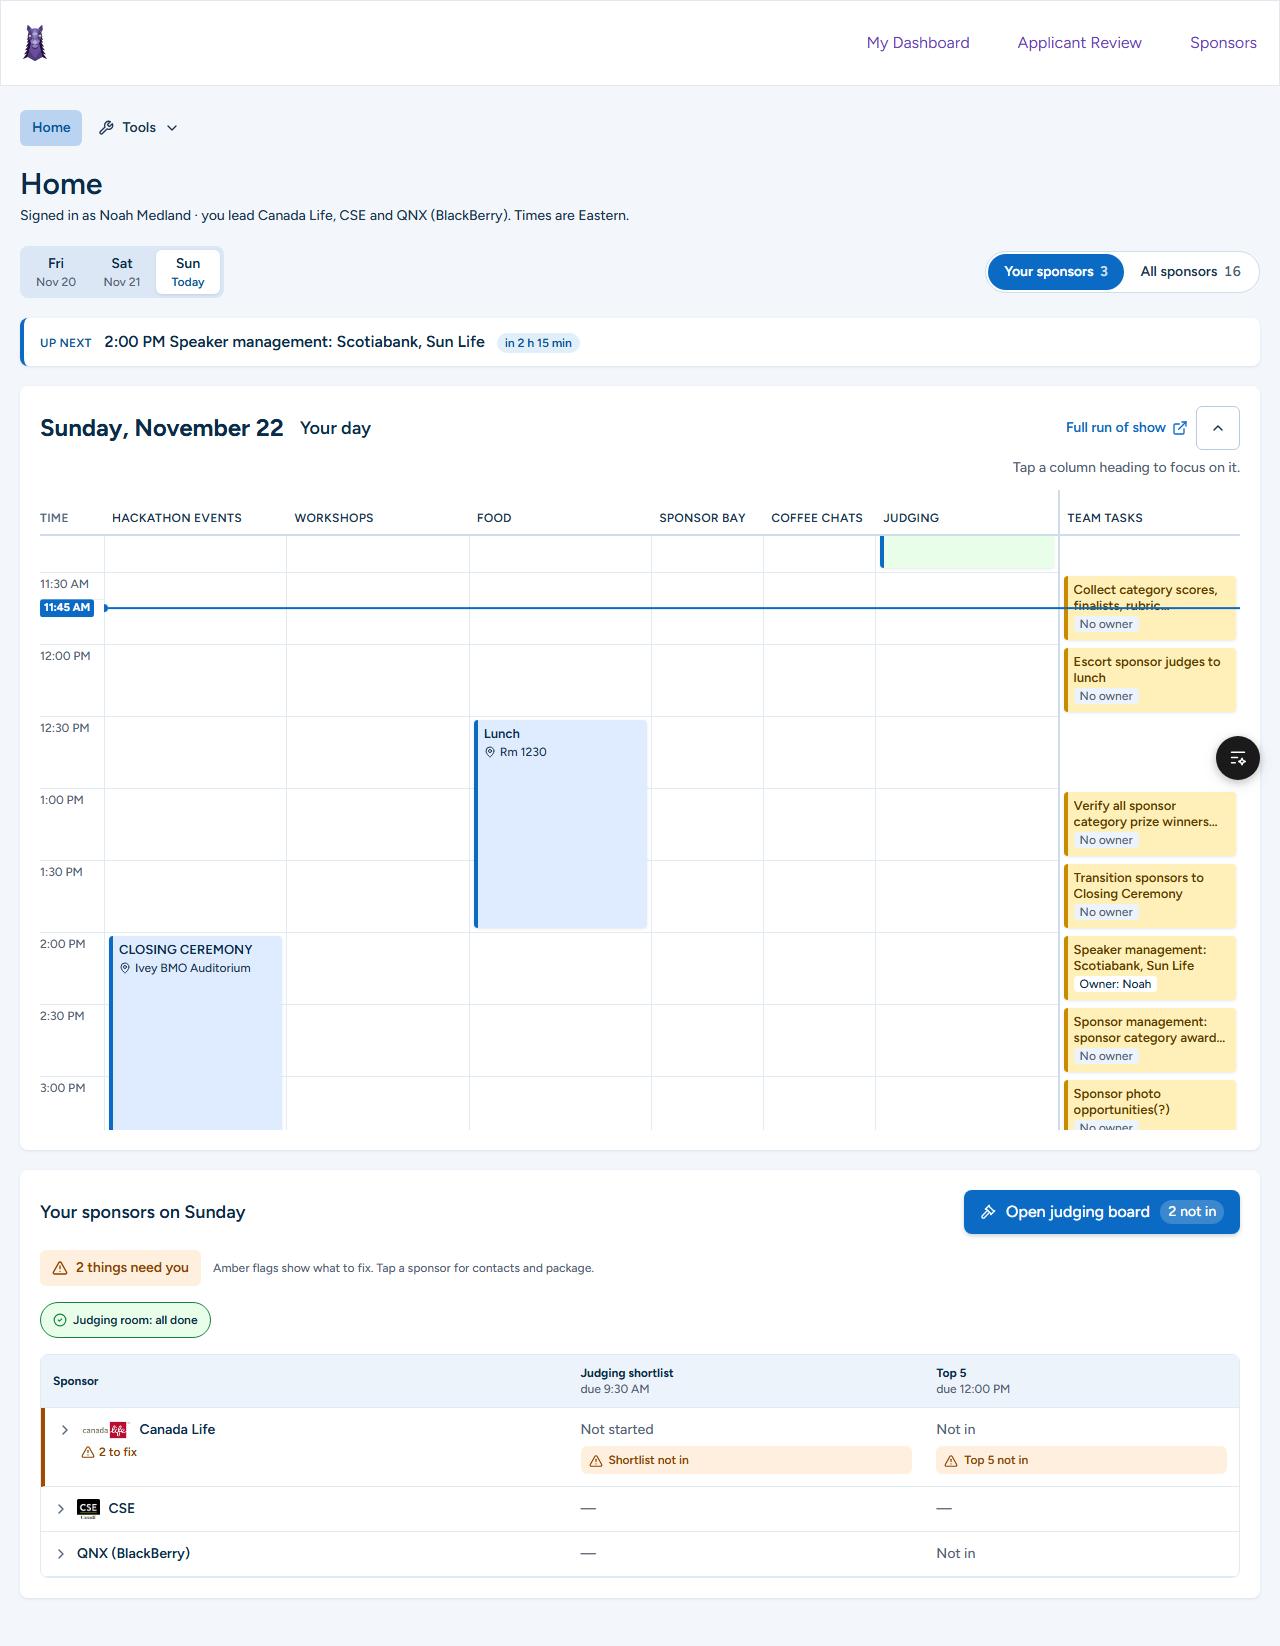 My Dashboard
Applicant Review
Sponsors
Home
Tools
Home
Signed in as Noah Medland · you lead Canada Life, CSE and QNX (BlackBerry). Times are Eastern.
Fri
Nov 20
Sat
Nov 21
Sun
Today
Your sponsors 3
All sponsors 16
UP NEXT 2:00 PM Speaker management: Scotiabank, Sun Life in 2 h 15 min
Sunday, November 22 Your day
Full run of show
Tap a column heading to focus on it.
TIME
HACKATHON EVENTS
WORKSHOPS
FOOD
SPONSOR BAY
COFFEE CHATS
JUDGING
TEAM TASKS
11:30 AM
11:45 AM
12:00 PM
12:30 PM
1:00 PM
1:30 PM
2:00 PM
2:30 PM
3:00 PM
CLOSING CEREMONY
Ivey BMO Auditorium
Lunch
Rm 1230
Collect category scores,
finalists, rubric...
No owner
Escort sponsor judges to
lunch
No owner
Verify all sponsor
category prize winners...
No owner
Transition sponsors to
Closing Ceremony
No owner
Speaker management:
Scotiabank, Sun Life
Owner: Noah
Sponsor management:
sponsor category award...
No owner
Sponsor photo
opportunities(?)
No owner
Your sponsors on Sunday
Open judging board 2 not in
2 things need you
Amber flags show what to fix. Tap a sponsor for contacts and package.
Judging room: all done
Sponsor
Judging shortlist
due 9:30 AM
Top 5
due 12:00 PM
canada life Canada Life
2 to fix
Not started
Shortlist not in
Not in
Top 5 not in
CSE Canada CSE
—
—
QNX (BlackBerry)
—
Not in